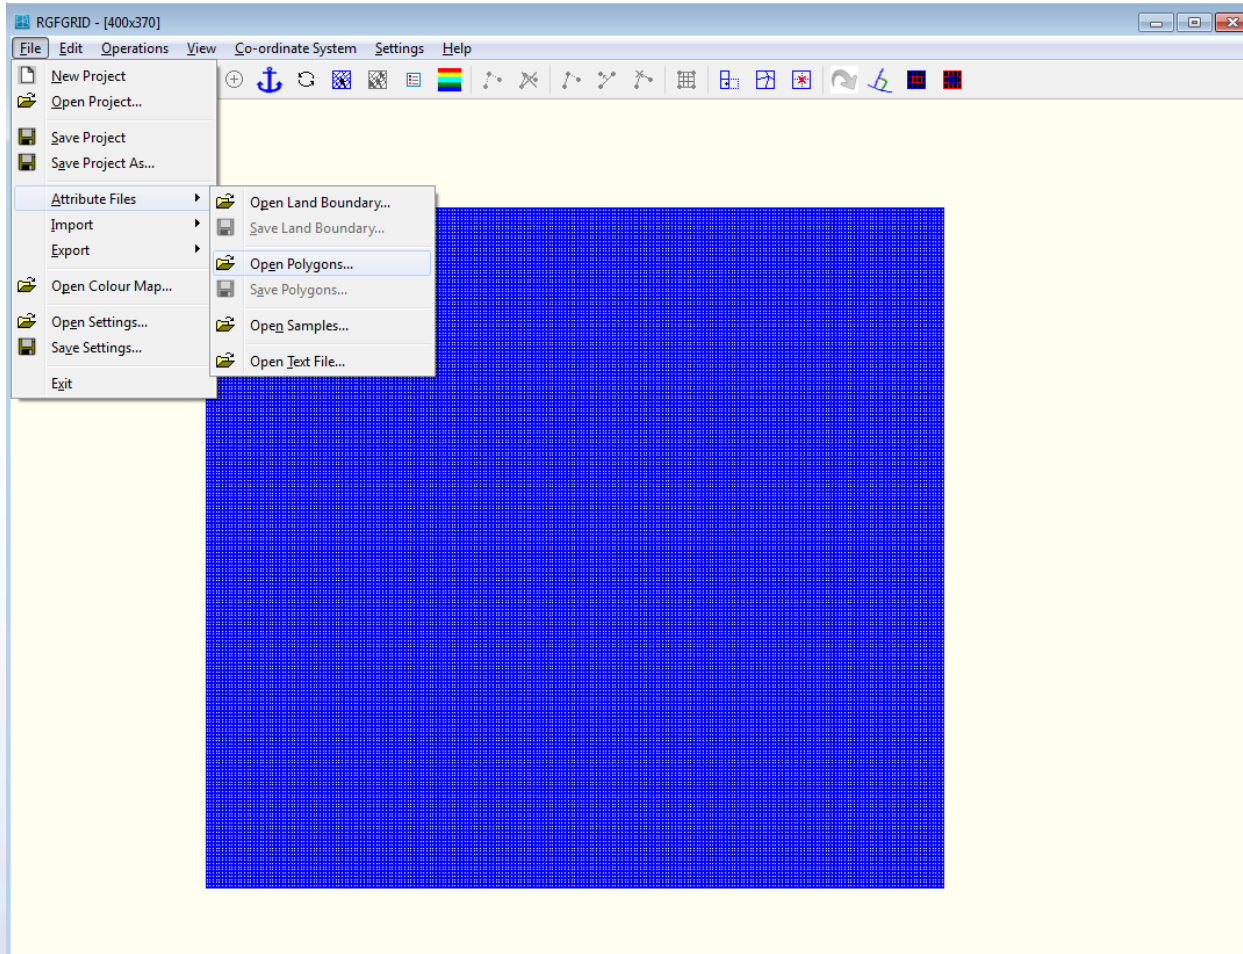 RGFGRID - [400x370]
File Edit Operations View Co-ordinate System Settings Help
New Project
Open Project...
Save Project
Save Project As...
Attribute Files
Import
Export
Open Colour Map...
Open Settings...
Save Settings...
Exit
Open Land Boundary...
Save Land Boundary...
Open Polygons...
Save Polygons...
Open Samples...
Open Text File...